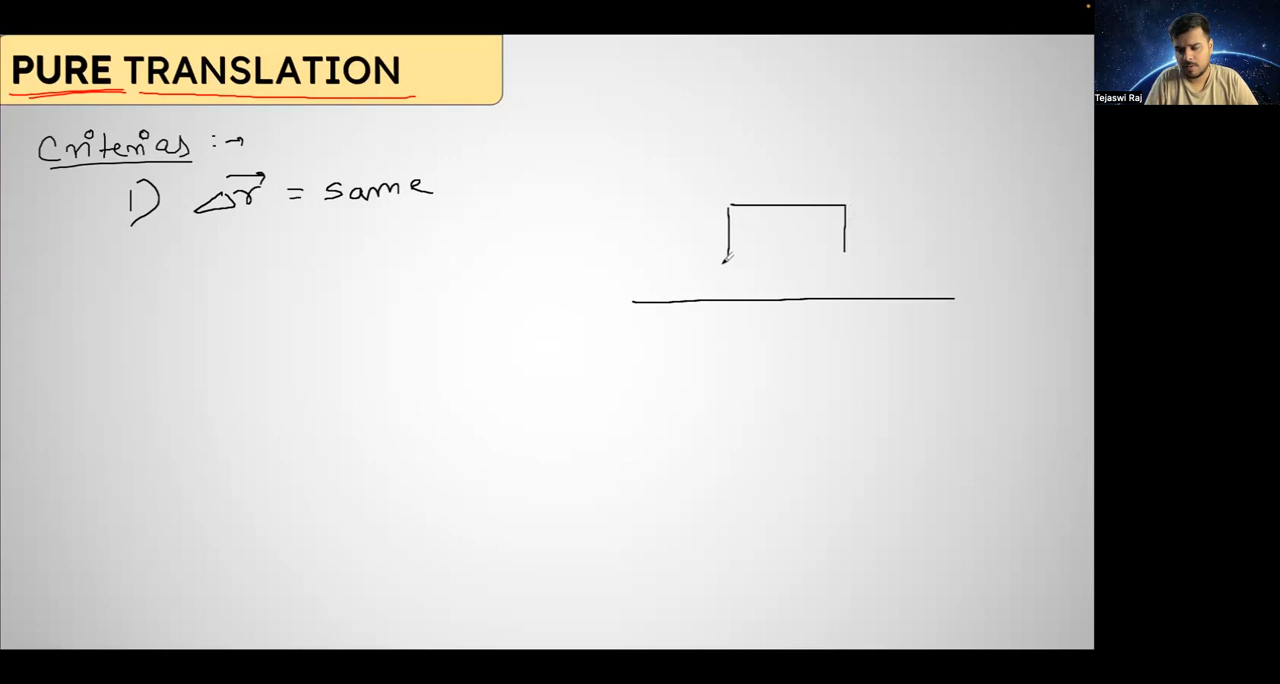 PURE TRANSLATION
Tejaswi Raj
Criterias :→
1) Δr⃗ = same